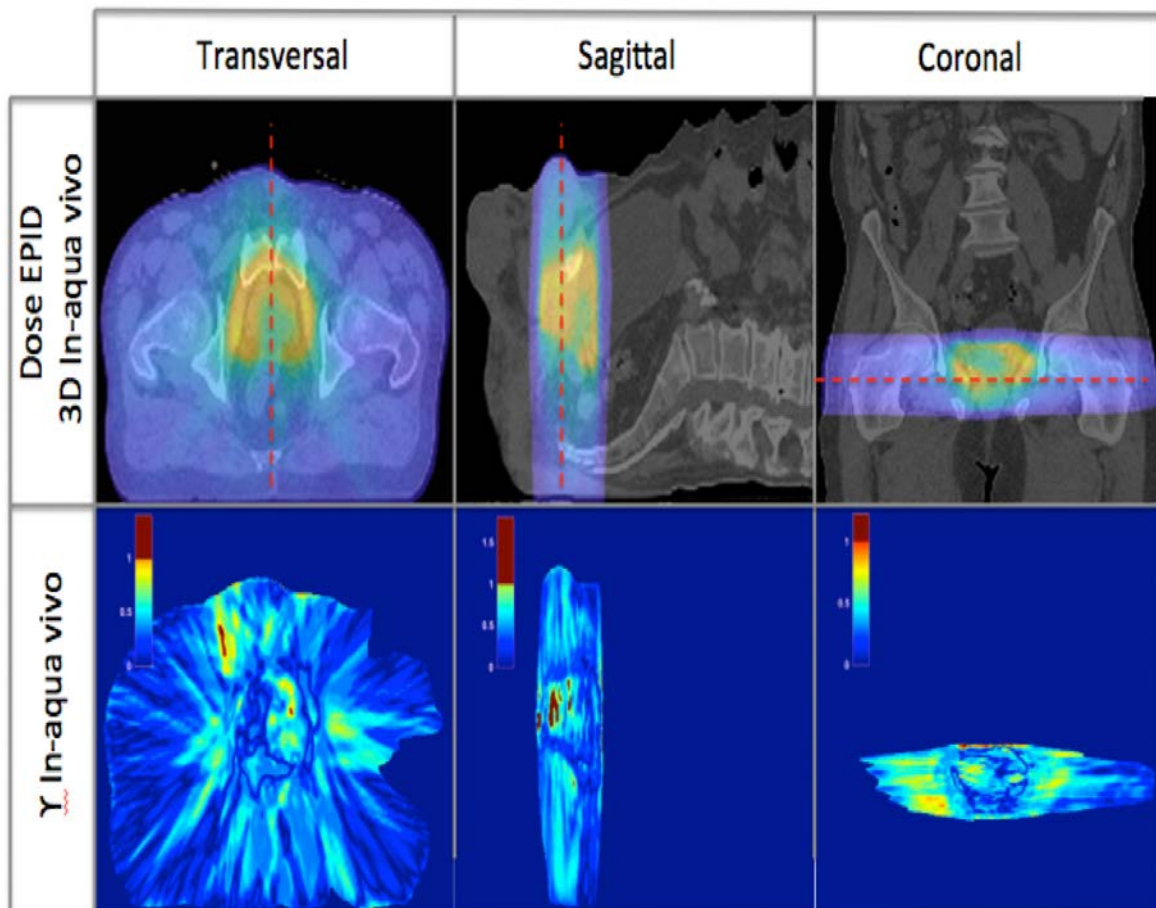 Transversal
Sagittal
Coronal
Dose EPID
3D In-aqua vivo
ϒ In-aqua vivo
1
0.5
0
1.5
1
0.5
0
1
0.5
0